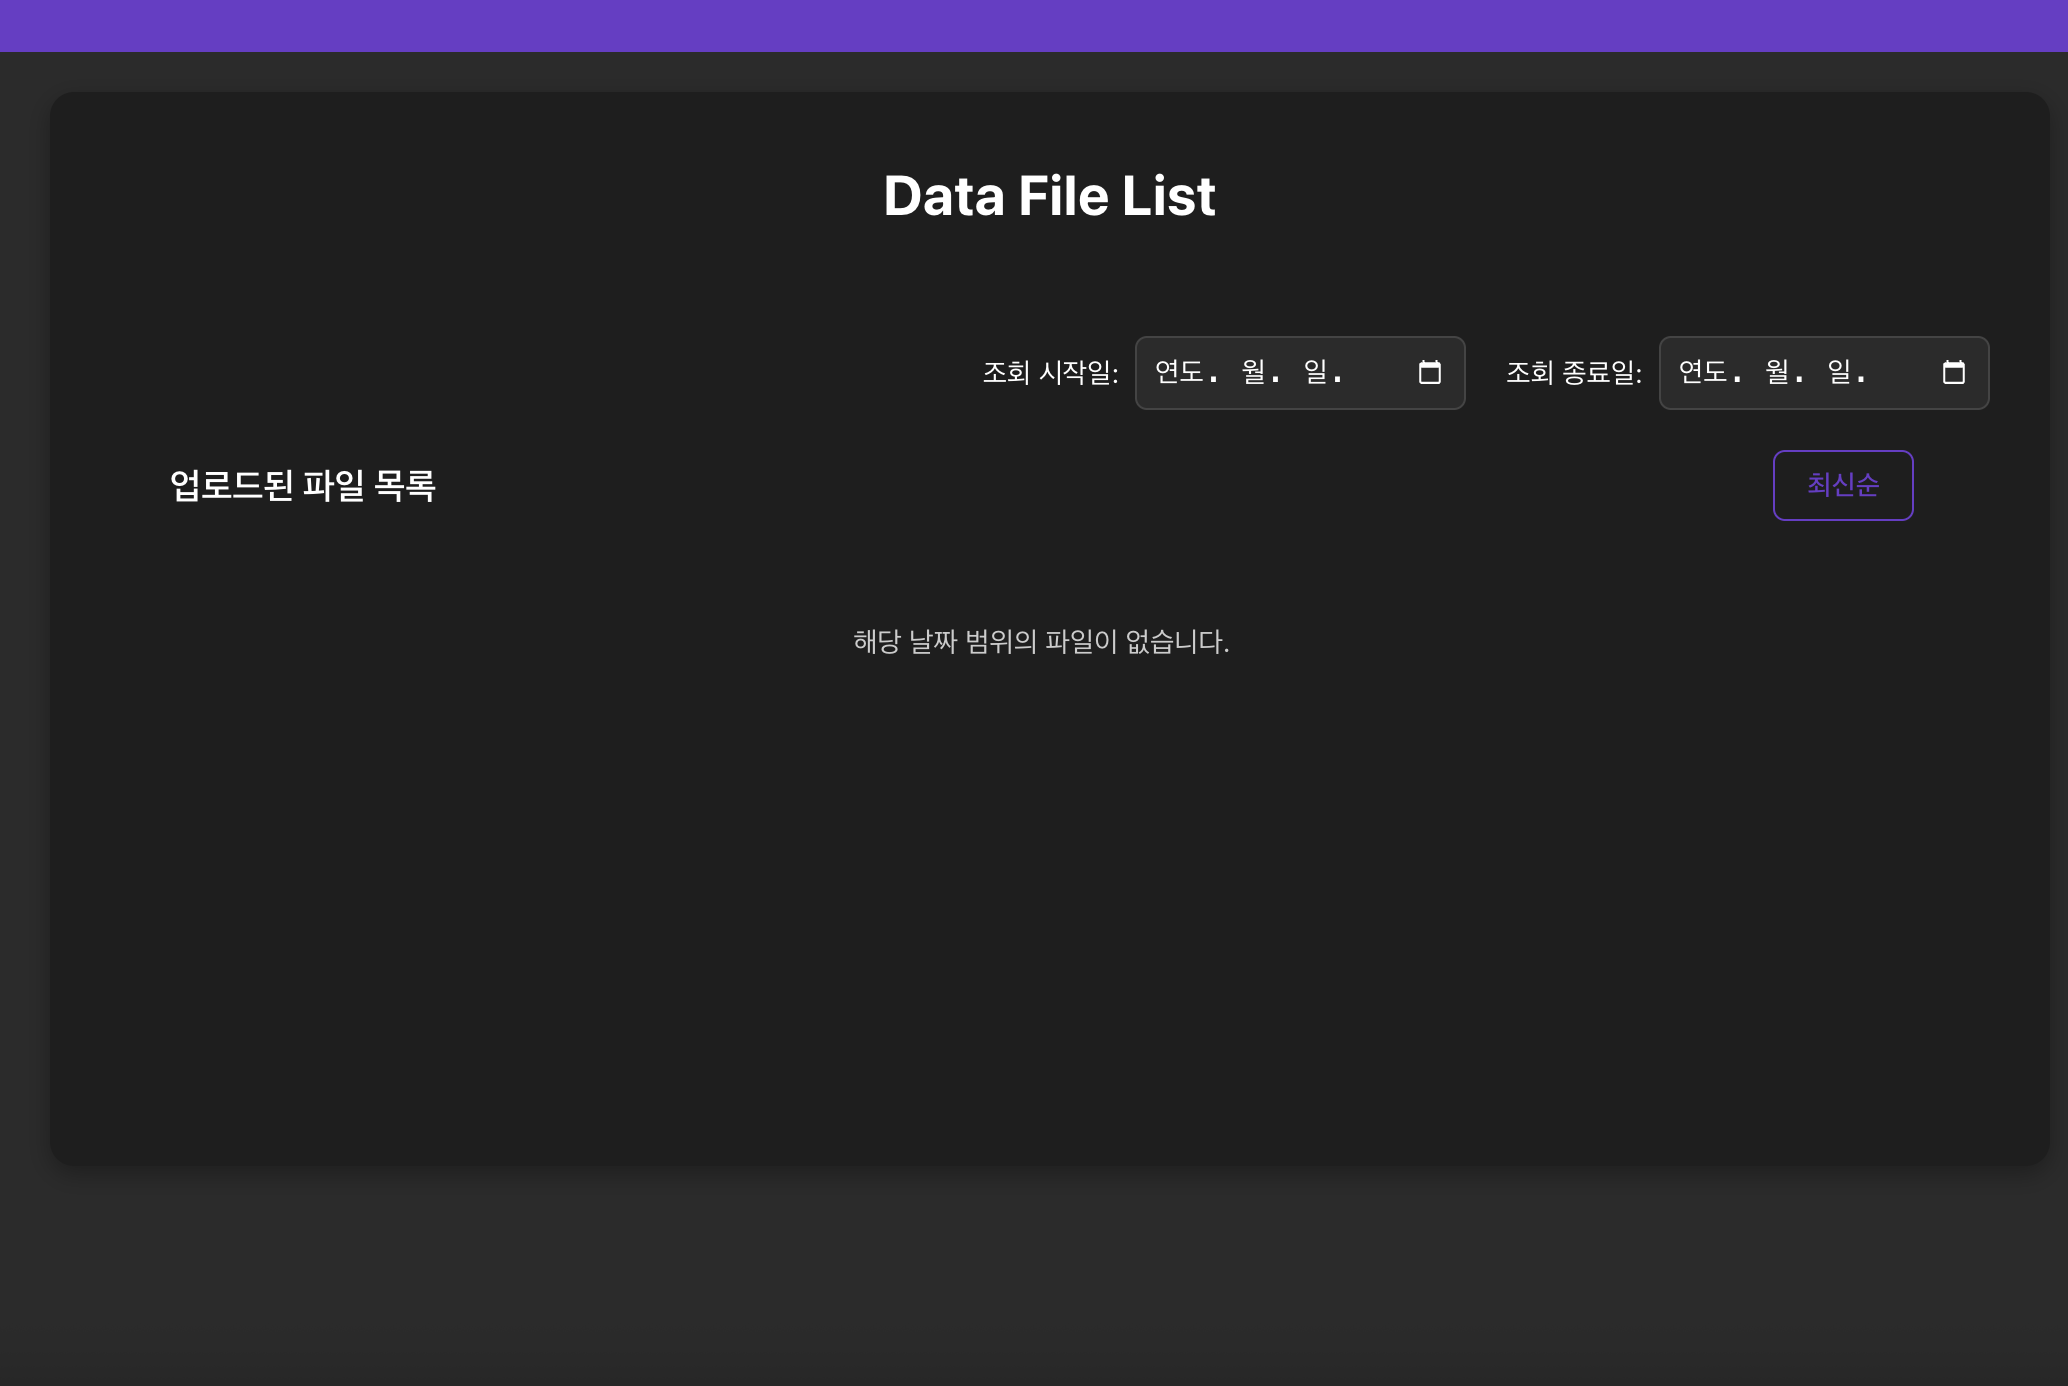 Data File List
조회 시작일: 연도. 월. 일. 조회 종료일: 연도. 월. 일.
업로드된 파일 목록 최신순
해당 날짜 범위의 파일이 없습니다.